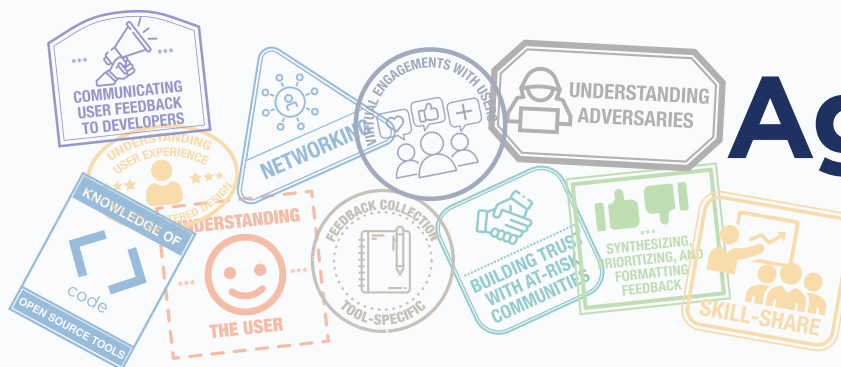 COMMUNICATING
USER FEEDBACK
TO DEVELOPERS
NETWORKING
VIRTUAL ENGAGEMENTS WITH USERS
UNDERSTANDING
ADVERSARIES
Ag
UNDERSTANDING
USER EXPERIENCE
DESIGN
KNOWLEDGE OF
code
OPEN SOURCE TOOLS
UNDERSTANDING
THE USER
FEEDBACK COLLECTION
TOOL-SPECIFIC
BUILDING TRUST
WITH AT-RISK
COMMUNITIES
SYNTHESIZING,
PRIORITIZING, AND
FORMATTING
FEEDBACK
SKILL-SHARE